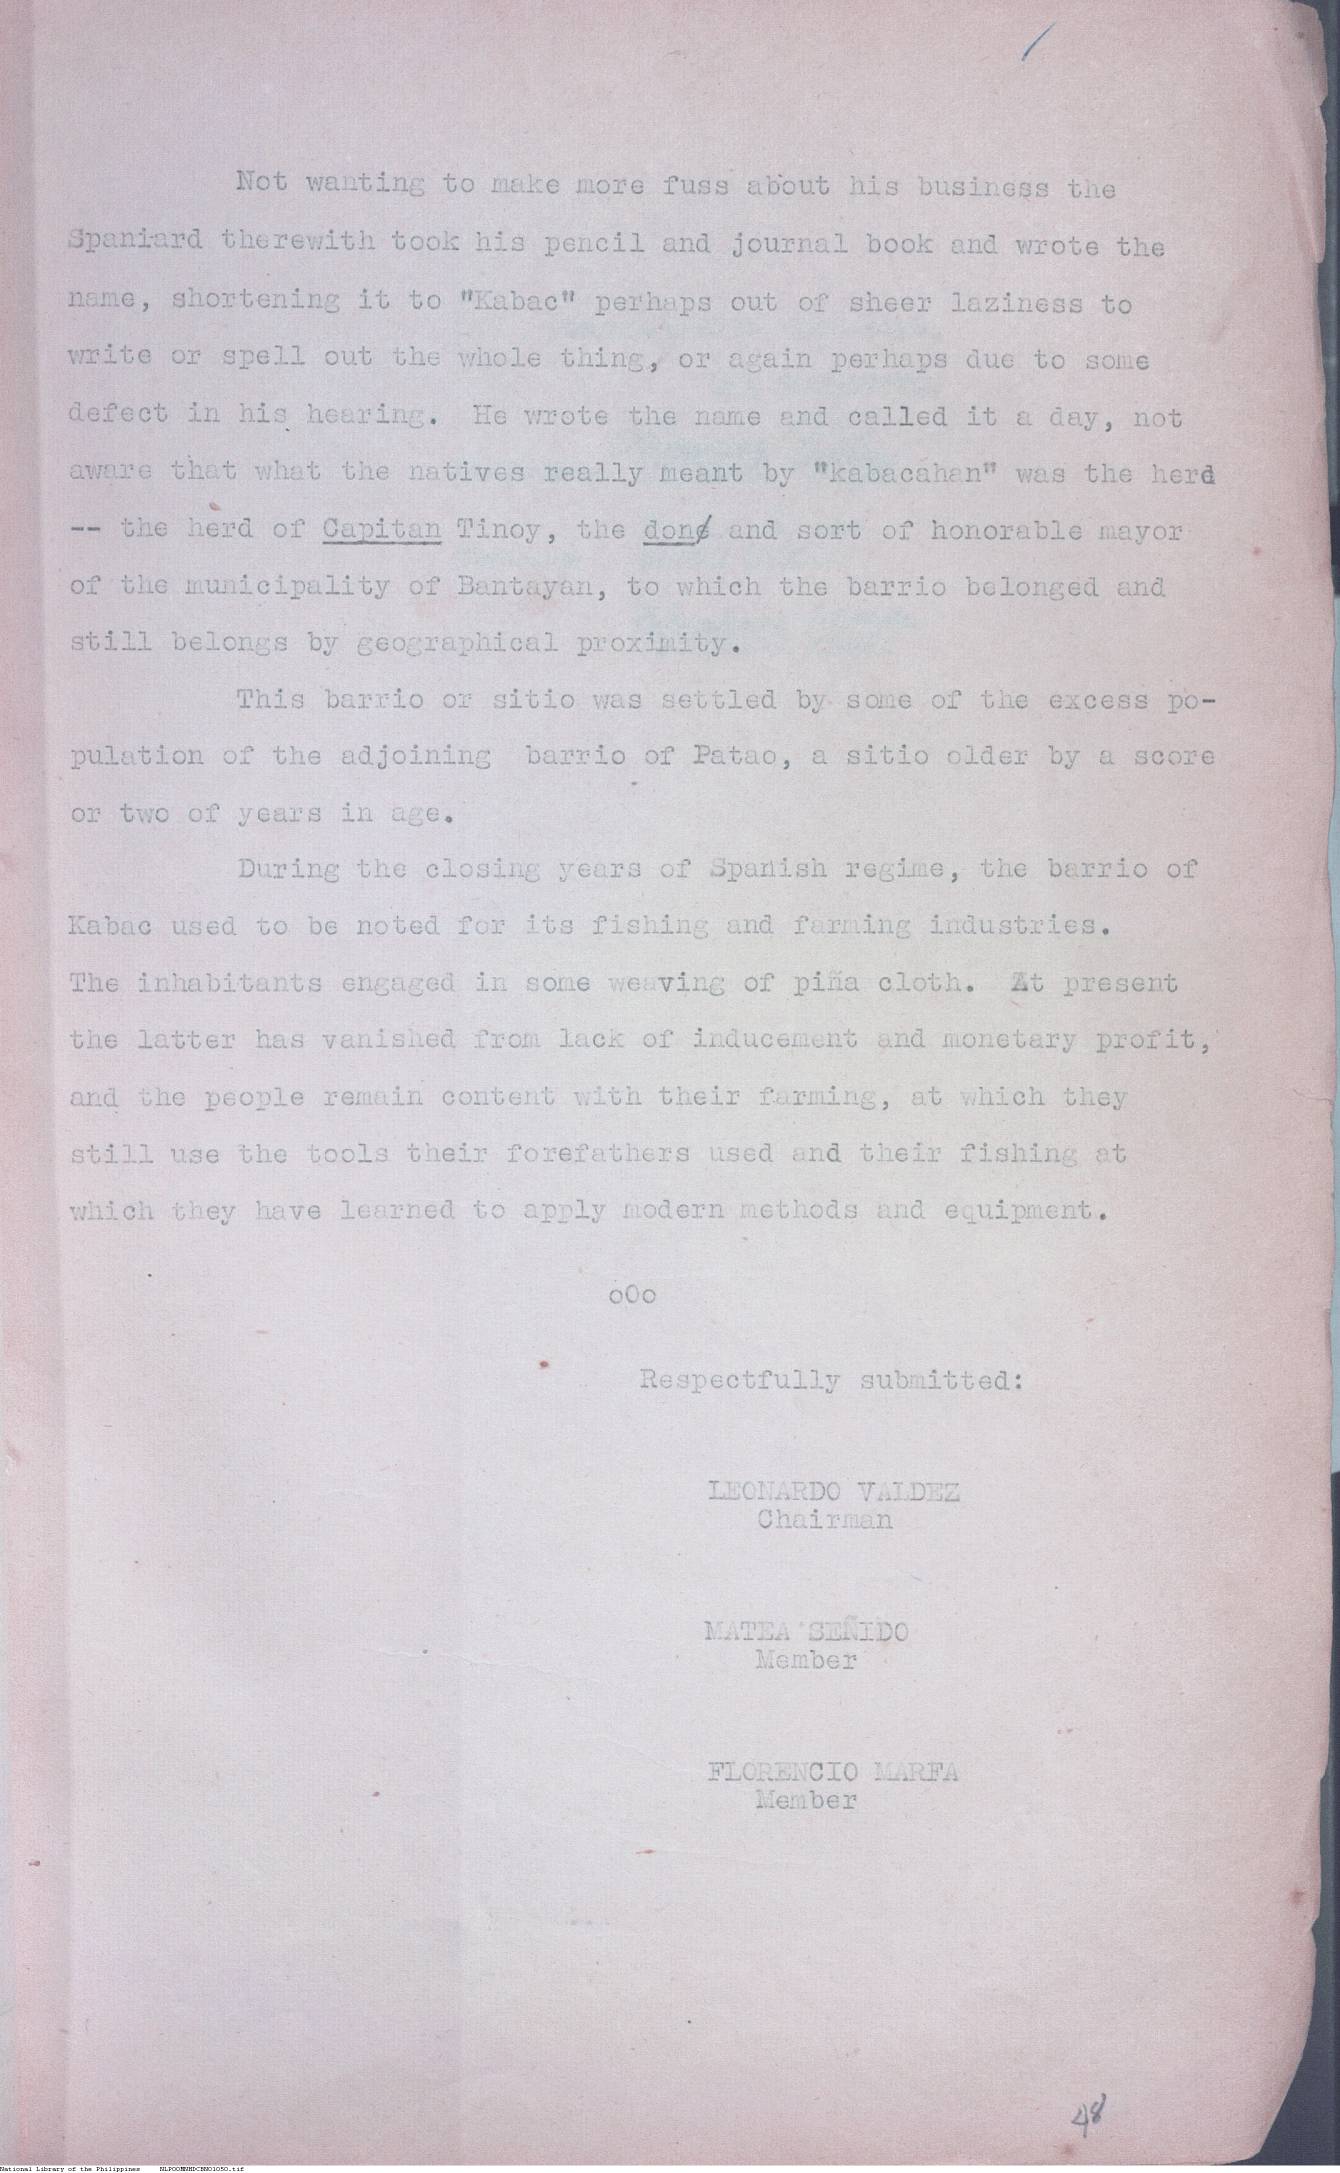 Not wanting to make more fuss about his business the
Spaniard therewith took his pencil and journal book and wrote the
name, shortening it to "Kabac" perhaps out of sheer laziness to
write or spell out the whole thing, or again perhaps due to some
defect in his hearing. He wrote the name and called it a day, not
aware that what the natives really meant by "kabacahan" was the herd
-- the herd of Capitan Tinoy, the don and sort of honorable mayor
of the municipality of Bantayan, to which the barrio belonged and
still belongs by geographical proximity.
This barrio or sitio was settled by some of the excess po-
pulation of the adjoining barrio of Patao, a sitio older by a score
or two of years in age.
During the closing years of Spanish regime, the barrio of
Kabac used to be noted for its fishing and farming industries.
The inhabitants engaged in some weaving of piña cloth. At present
the latter has vanished from lack of inducement and monetary profit,
and the people remain content with their farming, at which they
still use the tools their forefathers used and their fishing at
which they have learned to apply modern methods and equipment.
oOo
Respectfully submitted:
LEONARDO VALDEZ
Chairman
MATEA SEÑIDO
Member
FLORENCIO MARFA
Member
48
National Library of the Philippines NLPOOMNHDCBN01050.tif